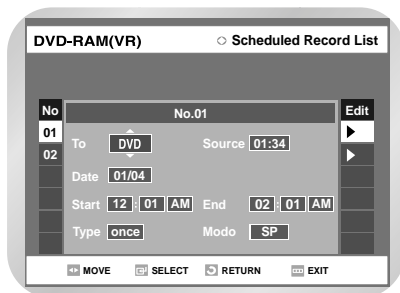 DVD-RAM(VR) Scheduled Record List
No No.01 Edit
01 To DVD Source 01:34
02
Date 01/04
Start 12 : 01 AM End 02 : 01 AM
Type once Modo SP
MOVE SELECT RETURN EXIT